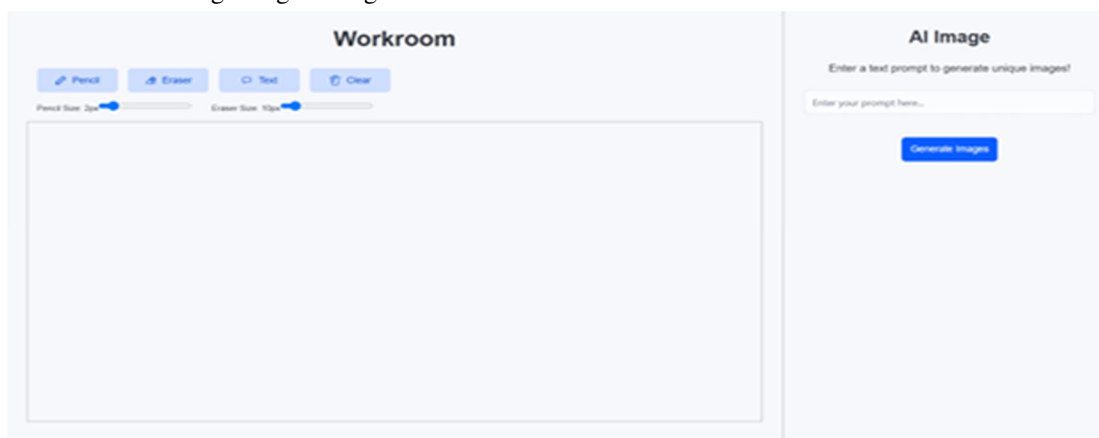 Workroom
Pencil Eraser Text Clear
Pencil Size: 2px Eraser Size: 10px
AI Image
Enter a text prompt to generate unique images!
Enter your prompt here...
Generate Images